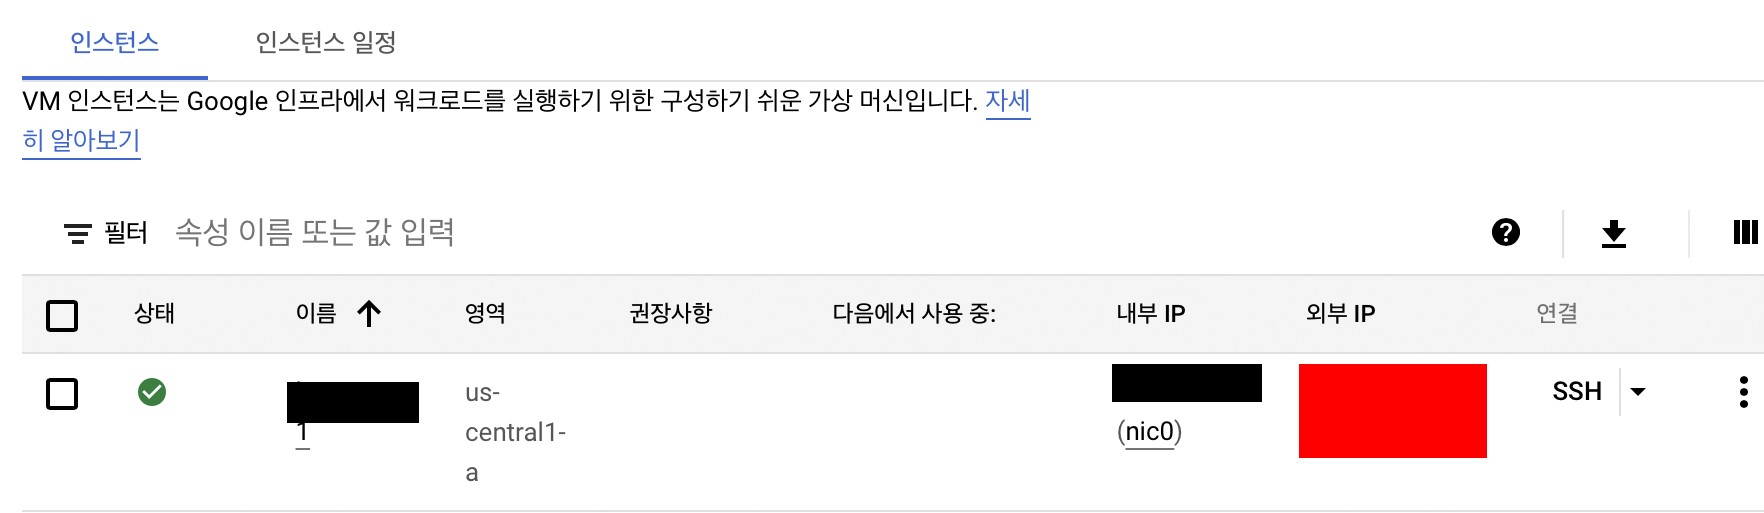 인스턴스 인스턴스 일정
VM 인스턴스는 Google 인프라에서 워크로드를 실행하기 위한 구성하기 쉬운 가상 머신입니다. 자세
히 알아보기
필터 속성 이름 또는 값 입력
상태 이름 영역 권장사항 다음에서 사용 중: 내부 IP 외부 IP 연결
us- SSH
1 central1- (nic0)
a